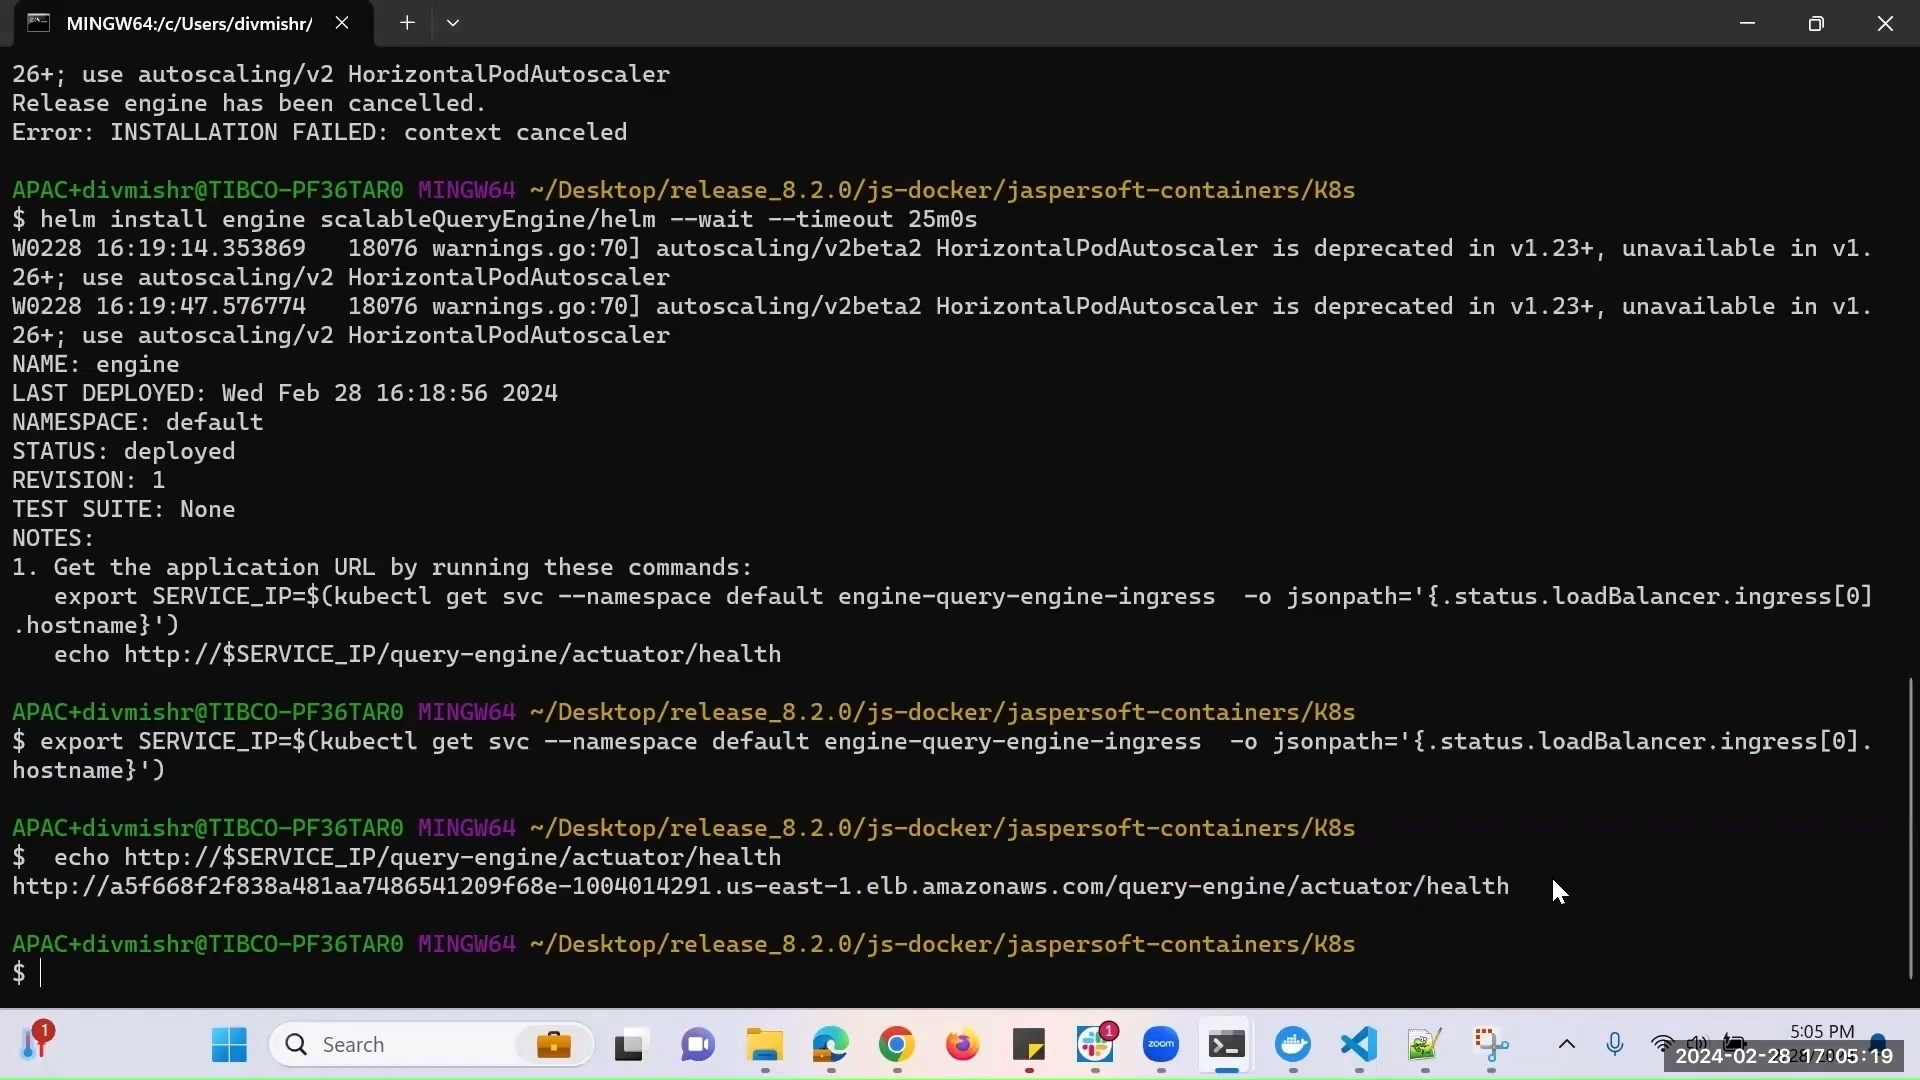 MINGW64:/c/Users/divmishr/
26+; use autoscaling/v2 HorizontalPodAutoscaler
Release engine has been cancelled.
Error: INSTALLATION FAILED: context canceled
APAC+divmishr@TIBCO-PF36TAR0 MINGW64 ~/Desktop/release_8.2.0/js-docker/jaspersoft-containers/K8s
$ helm install engine scalableQueryEngine/helm --wait --timeout 25m0s
W0228 16:19:14.353869   18076 warnings.go:70] autoscaling/v2beta2 HorizontalPodAutoscaler is deprecated in v1.23+, unavailable in v1.
26+; use autoscaling/v2 HorizontalPodAutoscaler
W0228 16:19:47.576774   18076 warnings.go:70] autoscaling/v2beta2 HorizontalPodAutoscaler is deprecated in v1.23+, unavailable in v1.
26+; use autoscaling/v2 HorizontalPodAutoscaler
NAME: engine
LAST DEPLOYED: Wed Feb 28 16:18:56 2024
NAMESPACE: default
STATUS: deployed
REVISION: 1
TEST SUITE: None
NOTES:
1. Get the application URL by running these commands:
   export SERVICE_IP=$(kubectl get svc --namespace default engine-query-engine-ingress  -o jsonpath='{.status.loadBalancer.ingress[0]
.hostname}')
   echo http://$SERVICE_IP/query-engine/actuator/health
APAC+divmishr@TIBCO-PF36TAR0 MINGW64 ~/Desktop/release_8.2.0/js-docker/jaspersoft-containers/K8s
$ export SERVICE_IP=$(kubectl get svc --namespace default engine-query-engine-ingress  -o jsonpath='{.status.loadBalancer.ingress[0].
hostname}')
APAC+divmishr@TIBCO-PF36TAR0 MINGW64 ~/Desktop/release_8.2.0/js-docker/jaspersoft-containers/K8s
$  echo http://$SERVICE_IP/query-engine/actuator/health
http://a5f668f2f838a481aa7486541209f68e-1004014291.us-east-1.elb.amazonaws.com/query-engine/actuator/health
APAC+divmishr@TIBCO-PF36TAR0 MINGW64 ~/Desktop/release_8.2.0/js-docker/jaspersoft-containers/K8s
$
1
Search
1
zoom
5:05 PM
2024-02-28 17:05:19